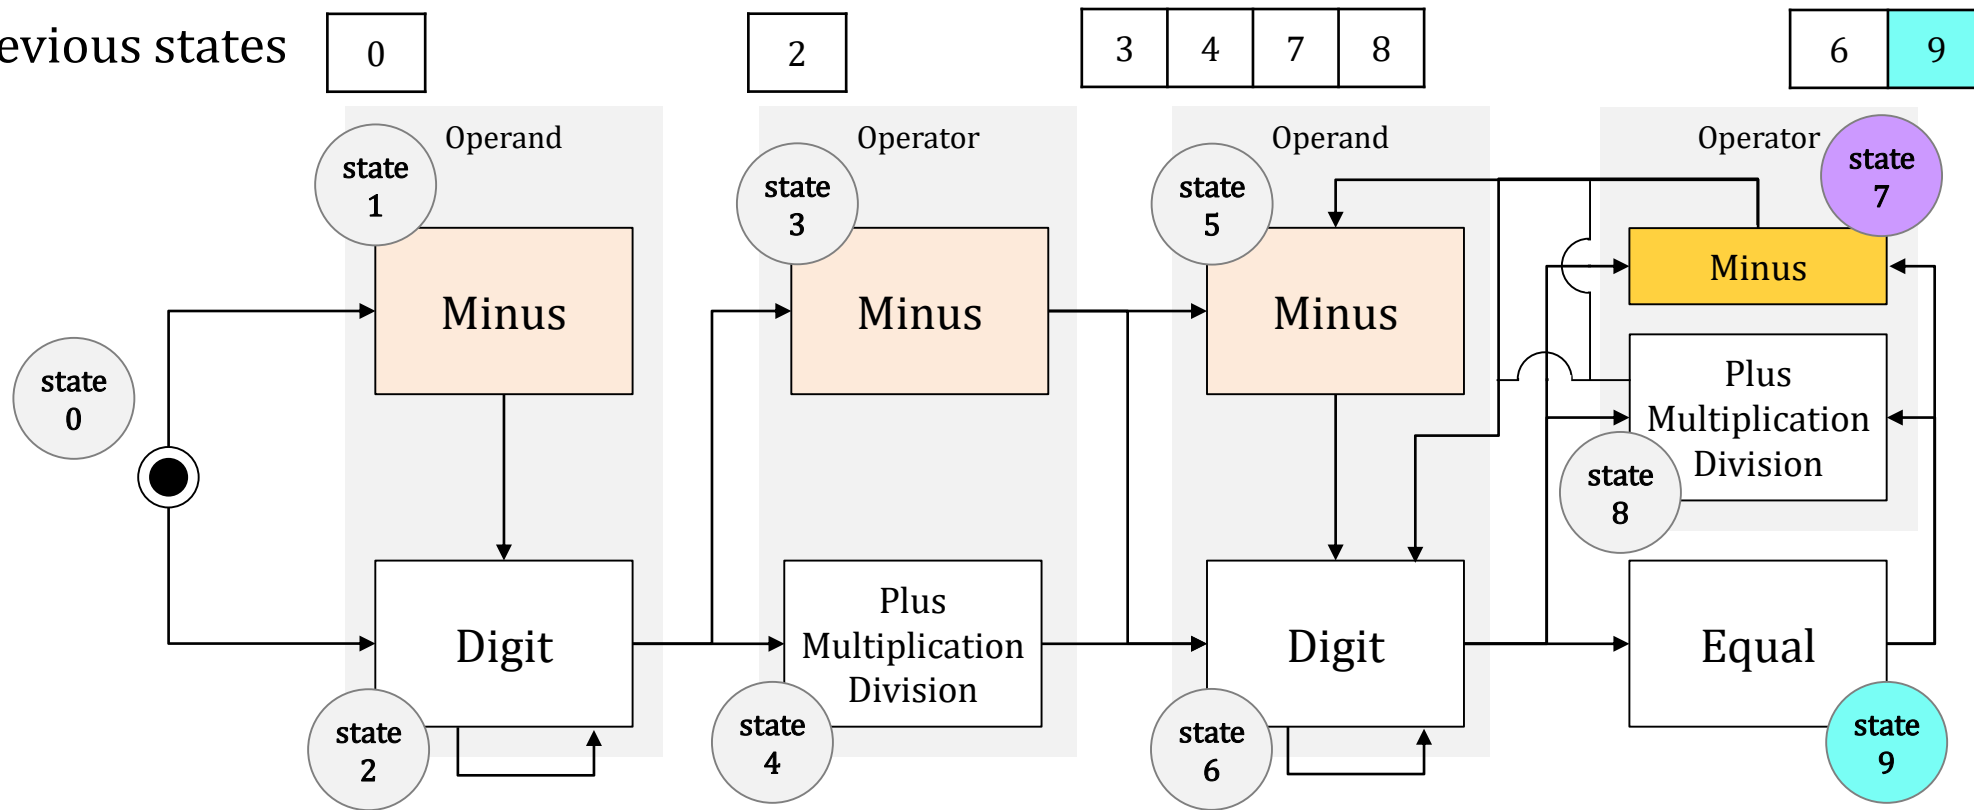 evious states
0
2
3 4 7 8
6 9
Operand
Operator
Operand
Operator
state
1
state
3
state
5
state
7
Minus
Minus
Minus
Minus
state
0
Plus
Multiplication
Division
state
8
Digit
Plus
Multiplication
Division
Digit
Equal
state
2
state
4
state
6
state
9